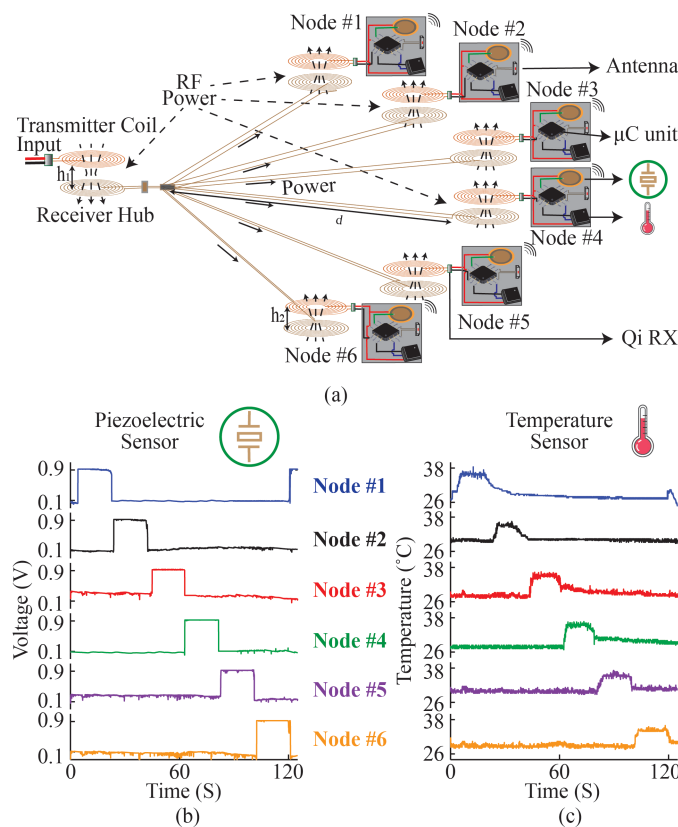 Node #1
Node #2
Antenna
RF
Power
Node #3
Transmitter Coil
Input
μC unit
h₁
Power
Receiver Hub
d
Node #4
h₂
Node #5
Node #6
Qi RX
(a)
Piezoelectric
Sensor
Temperature
Sensor
Voltage (V)
0.9
0.1
Node #1
0.9
0.1
Node #2
0.9
0.1
Node #3
0.9
0.1
Node #4
0.9
0.1
Node #5
0.9
0.1
Node #6
0
60
120
Time (S)
(b)
Temperature (˚C)
38
26
38
26
38
26
38
26
38
26
38
26
0
60
120
Time (S)
(c)